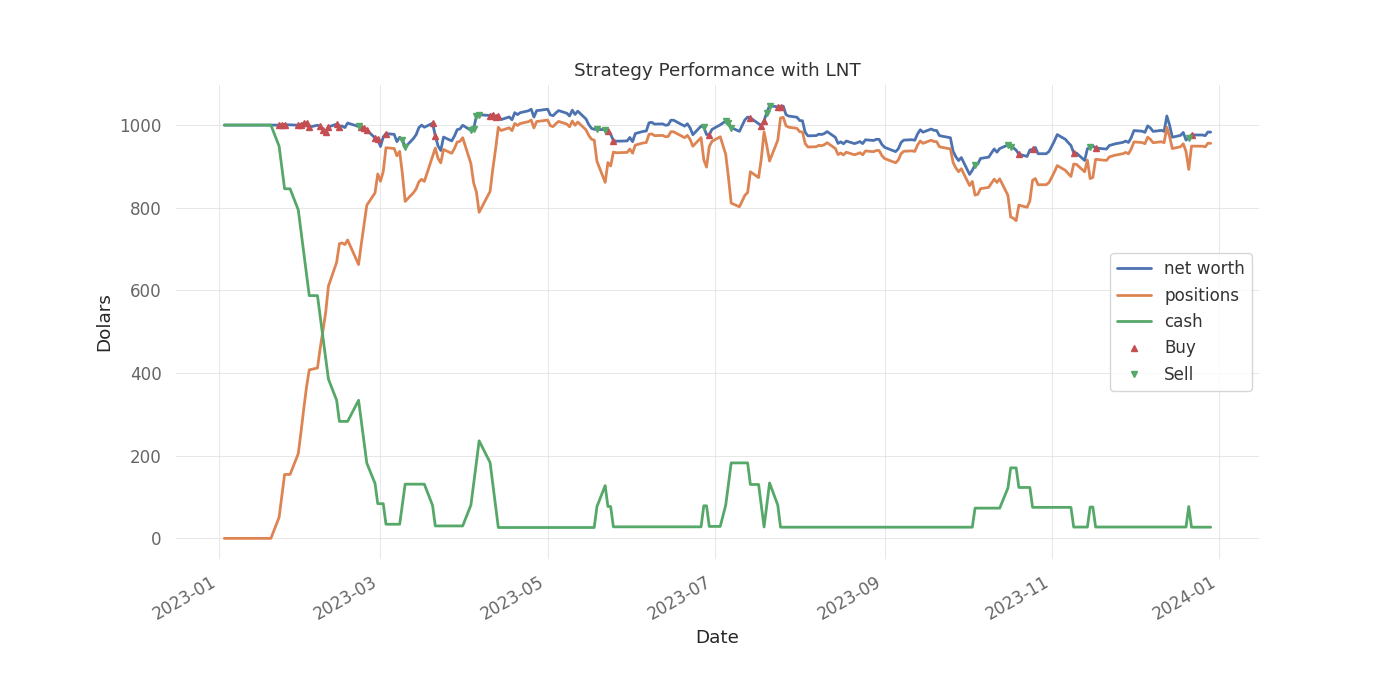 Strategy Performance with LNT
Dolars
1000
800
600
400
200
0
net worth
positions
cash
Buy
Sell
2023-01
2023-03
2023-05
2023-07
2023-09
2023-11
2024-01
Date